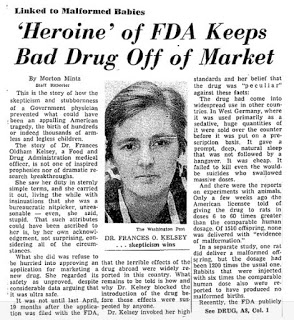 Linked to Malformed Babies
'Heroine' of FDA Keeps
Bad Drug Off of Market
By Morton Mintz
Staff Reporter
This is the story of how the
skepticism and stubbornness
of a Government physician
prevented what could have
been an appalling American
tragedy, the birth of hundreds
or indeed thousands of arm-
less and legless children.
The story of Dr. Frances
Oldham Kelsey, a Food and
Drug Administration medical
officer, is not one of inspired
prophesies nor of dramatic re-
search breakthroughs.
She saw her duty in sternly
simple terms, and she carried
it out, living the while with
insinuations that she was a
bureaucratic nitpicker, unrea-
sonable — even, she said,
stupid. That such attributes
could have been ascribed to
her is, by her own acknowl-
edgement, not surprising, con-
sidering all of the circum-
stances.
What she did was refuse to
be hurried into approving an
application for marketing a
new drug. She regarded its
safety as unproved, despite
considerable data arguing that
it was ultra safe.
It was not until last April,
19 months after the application
was filed with the FDA,
The Washington Post
DR. FRANCES O. KELSEY
. . . skepticism wins
that the terrible effects of the
drug abroad were widely re-
ported in this country. What
remains to be told is how and
why Dr. Kelsey blocked the
introduction of the drug be-
fore those effects were sus-
pected by anyone.
Dr. Kelsey invoked her high
standards and her belief that
the drug was "peculiar"
against these facts:
The drug had come into
widespread use in other coun-
tries. In West Germany, where
it was used primarily as a
sedative, huge quantities of
it were sold over the counter
before it was put on a pre-
scription basis. It gave a
prompt, deep, natural sleep
that was not followed by a
hangover. It was cheap. It
failed to kill even the would-
be suicides who swallowed
massive doses.
And there were the reports
on experiments with animals.
Only a few weeks ago the
American licensee told of
giving the drug to rats in
doses 6 to 60 times greater
than the comparable human
dosage. Of 1510 offspring, none
was delivered with "evidence
of malformation."
In a separate study, one rat
did deliver a malformed off-
spring, but the dosage had
been 1200 times the usual one.
Rabbits that were injected
with six times the comparable
human dose also were re-
ported to have produced no
malformed births.
Recently, the FDA publicly
See DRUG, A8, Col. 1